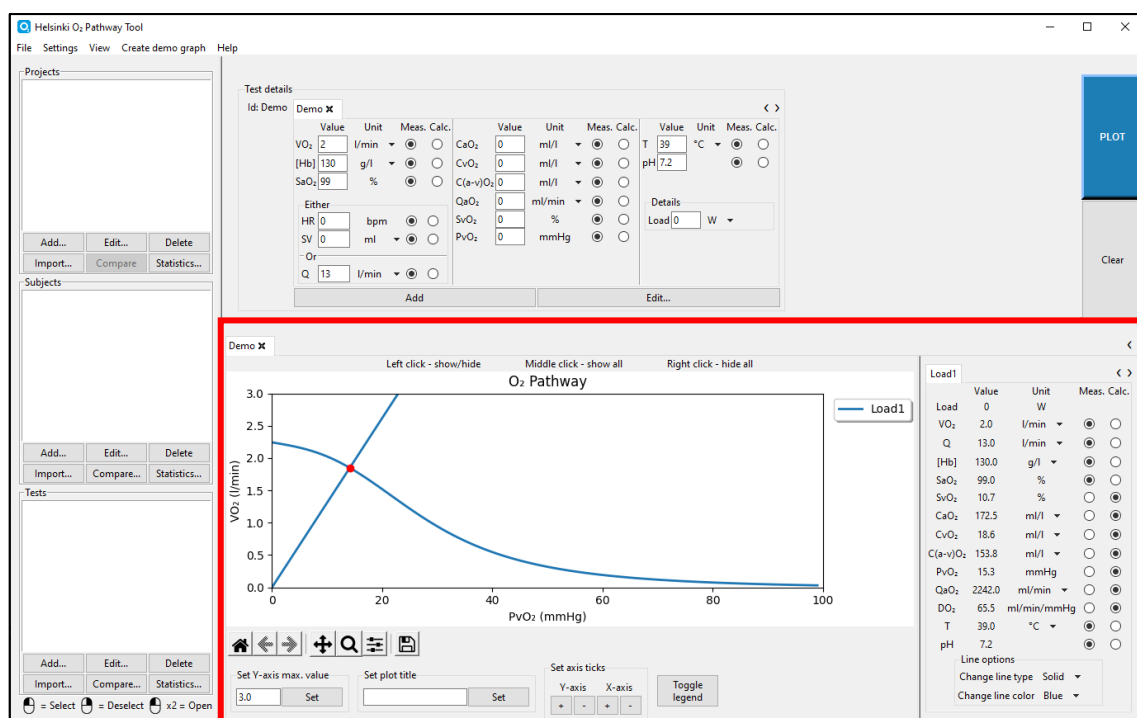 Helsinki O₂ Pathway Tool
File Settings View Create demo graph Help
Projects
Add... Edit... Delete
Import... Compare Statistics...
Subjects
Add... Edit... Delete
Import... Compare... Statistics...
Tests
Add... Edit... Delete
Import... Compare... Statistics...
= Select = Deselect x2 = Open
Test details
Id: Demo Demo ✖ < >
Value Unit Meas. Calc.
VO₂ 2 l/min
[Hb] 130 g/l
SaO₂ 99 %
Either
HR 0 bpm
SV 0 ml
Or
Q 13 l/min
Value Unit Meas. Calc.
CaO₂ 0 ml/l
CvO₂ 0 ml/l
C(a-v)O₂ 0 ml/l
QaO₂ 0 ml/min
SvO₂ 0 %
PvO₂ 0 mmHg
Value Unit Meas. Calc.
T 39 °C
pH 7.2
Details
Load 0 W
Add Edit...
PLOT
Clear
Demo ✖ <
Left click - show/hide Middle click - show all Right click - hide all
O₂ Pathway
VO₂ (l/min)
3.0
2.5
2.0
1.5
1.0
0.5
0.0
0 20 40 60 80 100
PvO₂ (mmHg)
Load1
Set Y-axis max. value
3.0 Set
Set plot title
Set
Set axis ticks
Y-axis X-axis
+ - + -
Toggle
legend
Load1 < >
Value Unit Meas. Calc.
Load 0 W
VO₂ 2.0 l/min
Q 13.0 l/min
[Hb] 130.0 g/l
SaO₂ 99.0 %
SvO₂ 10.7 %
CaO₂ 172.5 ml/l
CvO₂ 18.6 ml/l
C(a-v)O₂ 153.8 ml/l
PvO₂ 15.3 mmHg
QaO₂ 2242.0 ml/min
DO₂ 65.5 ml/min/mmHg
T 39.0 °C
pH 7.2
Line options
Change line type Solid
Change line color Blue